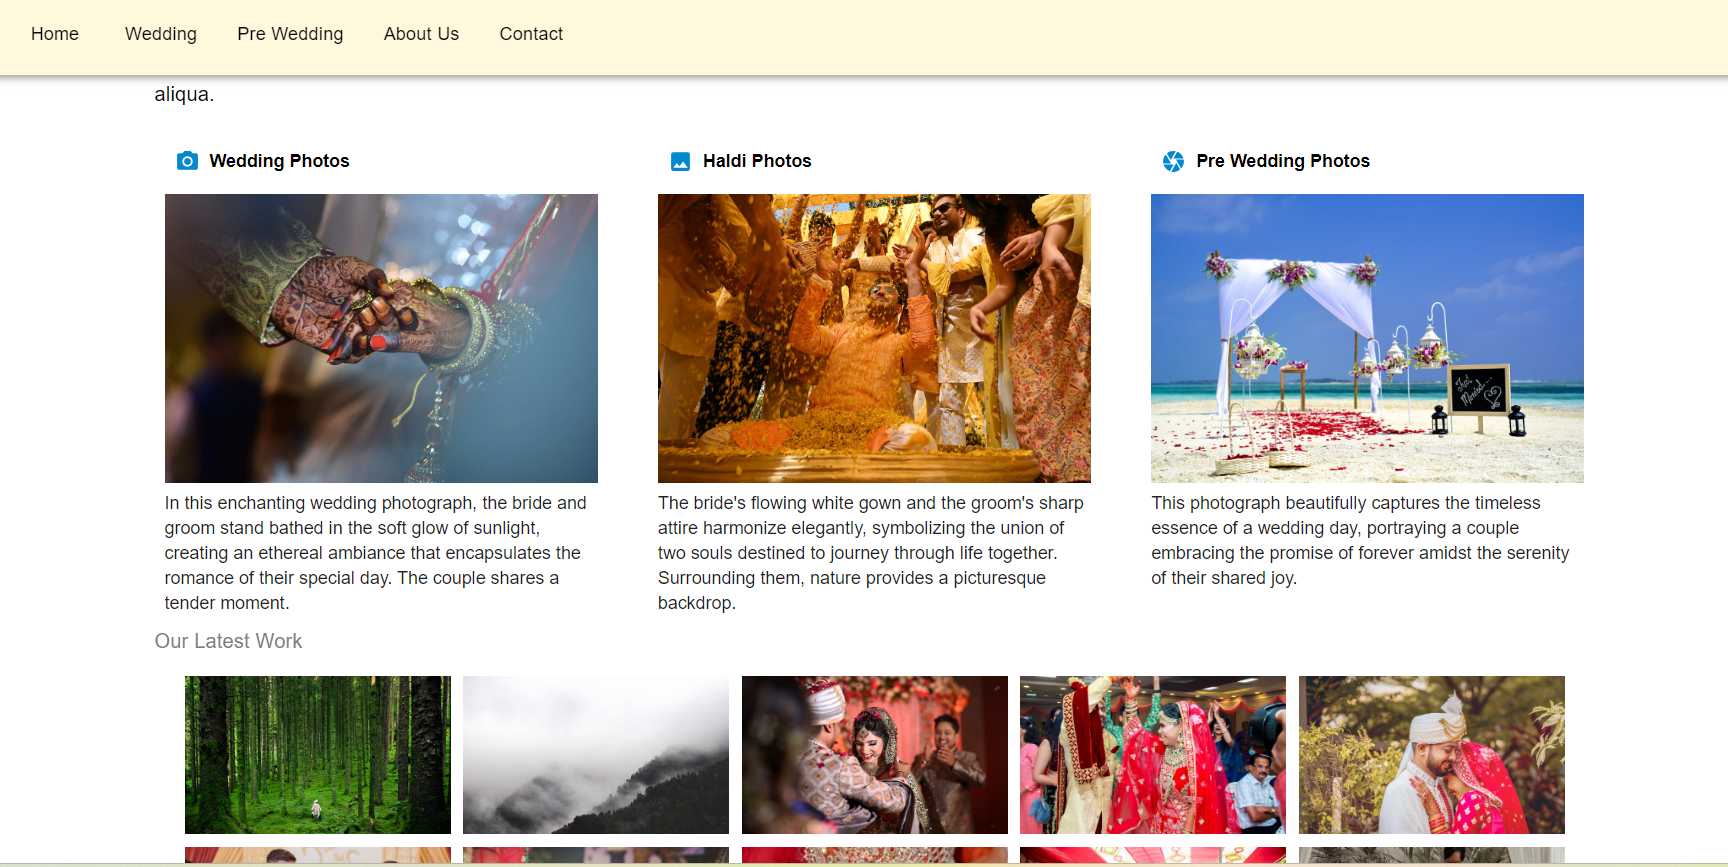 Home Wedding Pre Wedding About Us Contact
aliqua.
Wedding Photos
In this enchanting wedding photograph, the bride and
groom stand bathed in the soft glow of sunlight,
creating an ethereal ambiance that encapsulates the
romance of their special day. The couple shares a
tender moment.
Haldi Photos
The bride's flowing white gown and the groom's sharp
attire harmonize elegantly, symbolizing the union of
two souls destined to journey through life together.
Surrounding them, nature provides a picturesque
backdrop.
Pre Wedding Photos
Just
Married...
This photograph beautifully captures the timeless
essence of a wedding day, portraying a couple
embracing the promise of forever amidst the serenity
of their shared joy.
Our Latest Work